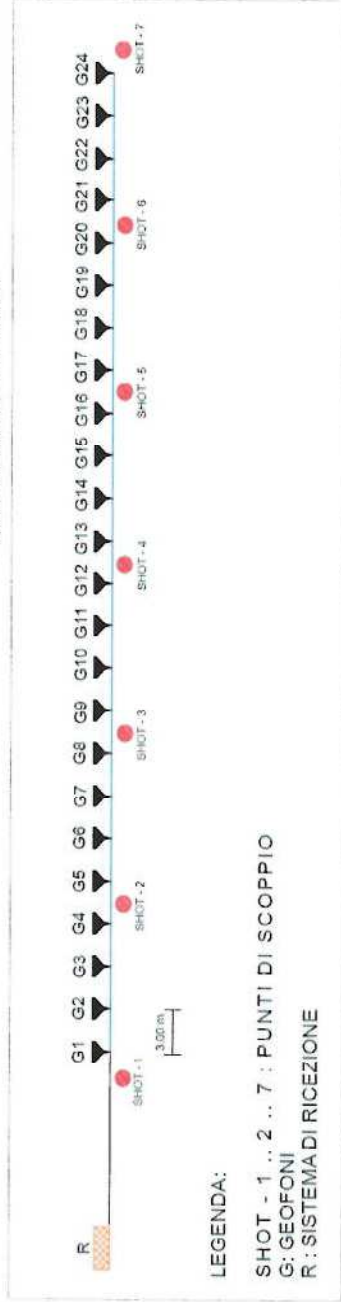 R G1 G2 G3 G4 G5 G6 G7 G8 G9 G10 G11 G12 G13 G14 G15 G16 G17 G18 G19 G20 G21 G22 G23 G24
SHOT - 1 SHOT - 2 SHOT - 3 SHOT - 4 SHOT - 5 SHOT - 6 SHOT - 7
3.00 m
LEGENDA:
SHOT - 1 .. 2 .. 7 : PUNTI DI SCOPPIO
G: GEOFONI
R : SISTEMA DI RICEZIONE